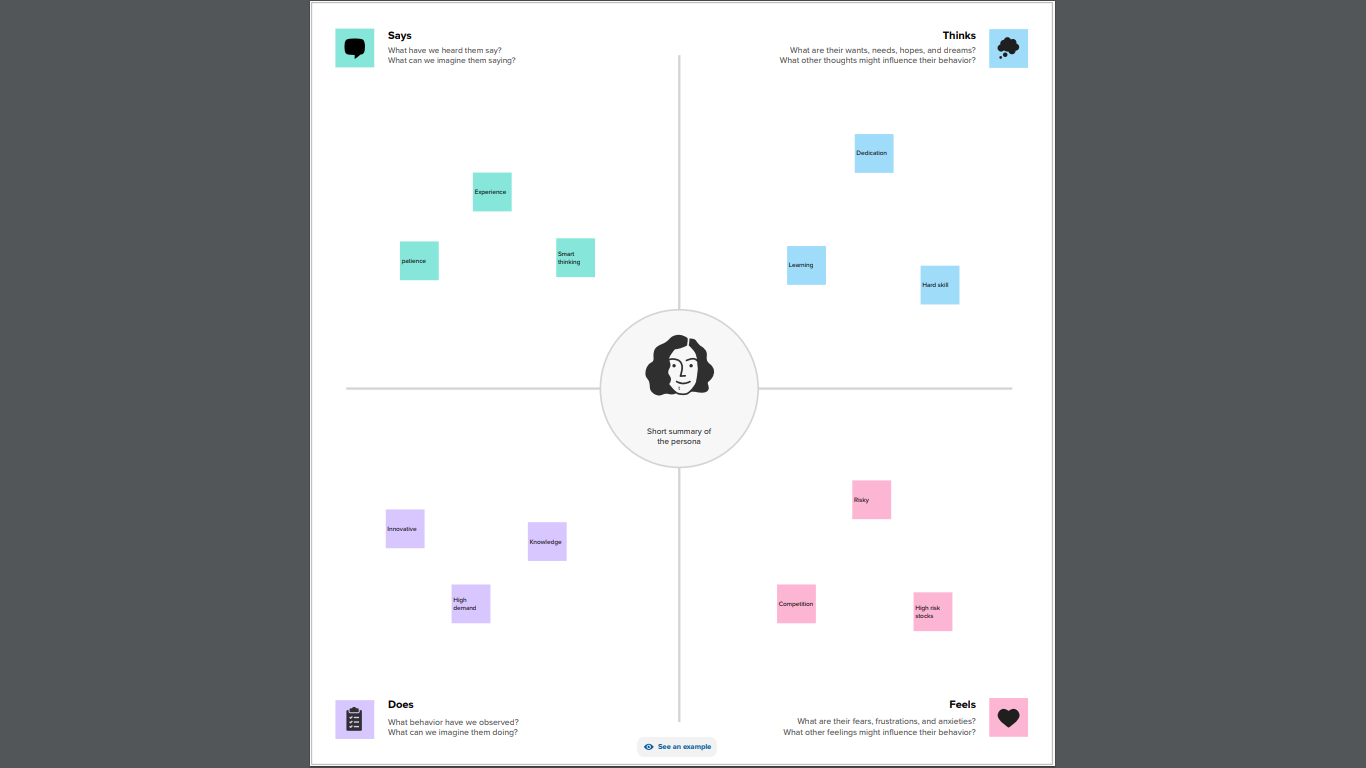 Says
What have we heard them say?
What can we imagine them saying?
Thinks
What are their wants, needs, hopes, and dreams?
What other thoughts might influence their behavior?
Experience
patience
Smart
thinking
Dedication
Learning
Hard skill
Short summary of
the persona
Innovative
Knowledge
High
demand
Risky
Competition
High risk
stocks
Does
What behavior have we observed?
What can we imagine them doing?
Feels
What are their fears, frustrations, and anxieties?
What other feelings might influence their behavior?
See an example